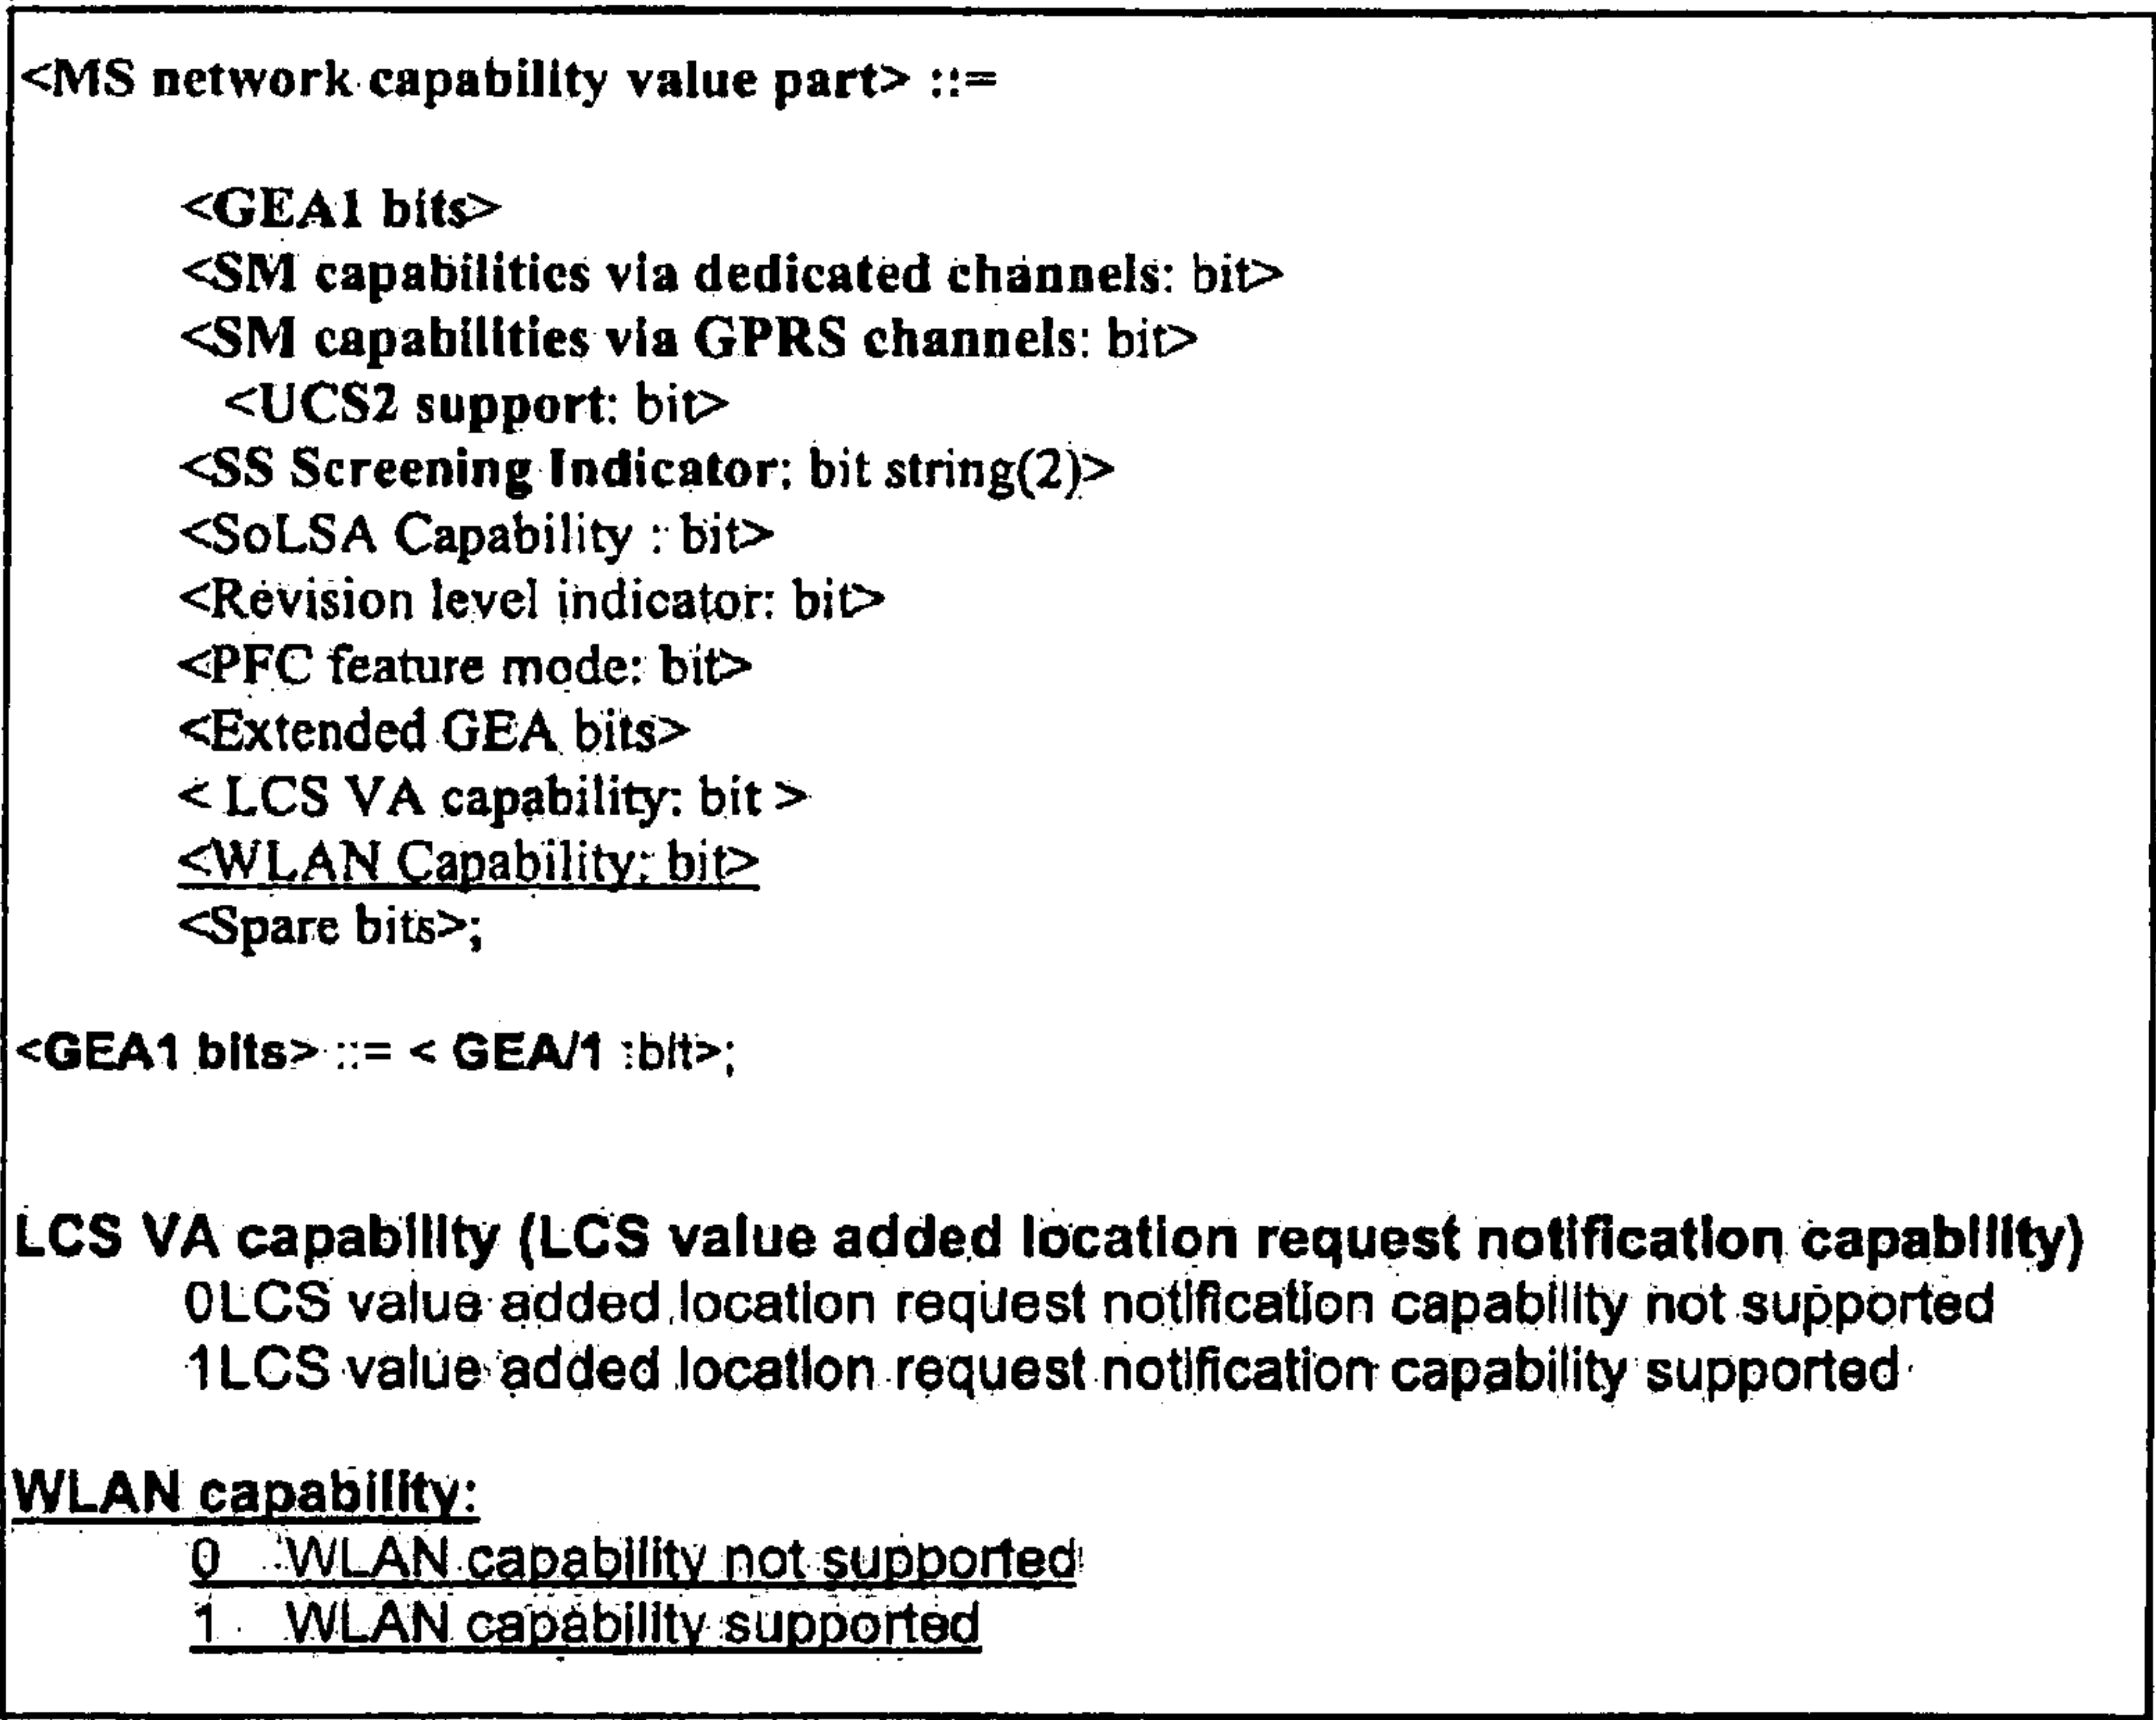 <MS network capability value part> ::=
<GEA1 bits>
<SM capabilities via dedicated channels: bit>
<SM capabilities via GPRS channels: bit>
<UCS2 support: bit>
<SS Screening Indicator: bit string(2)>
<SoLSA Capability : bit>
<Revision level indicator: bit>
<PFC feature mode: bit>
<Extended GEA bits>
< LCS VA capability: bit >
<WLAN Capability: bit>
<Spare bits>;
<GEA1 bits> ::= < GEA/1 :bit>;
LCS VA capability (LCS value added location request notification capability)
0LCS value added location request notification capability not supported
1LCS value added location request notification capability supported
WLAN capability:
0 WLAN capability not supported
1 WLAN capability supported